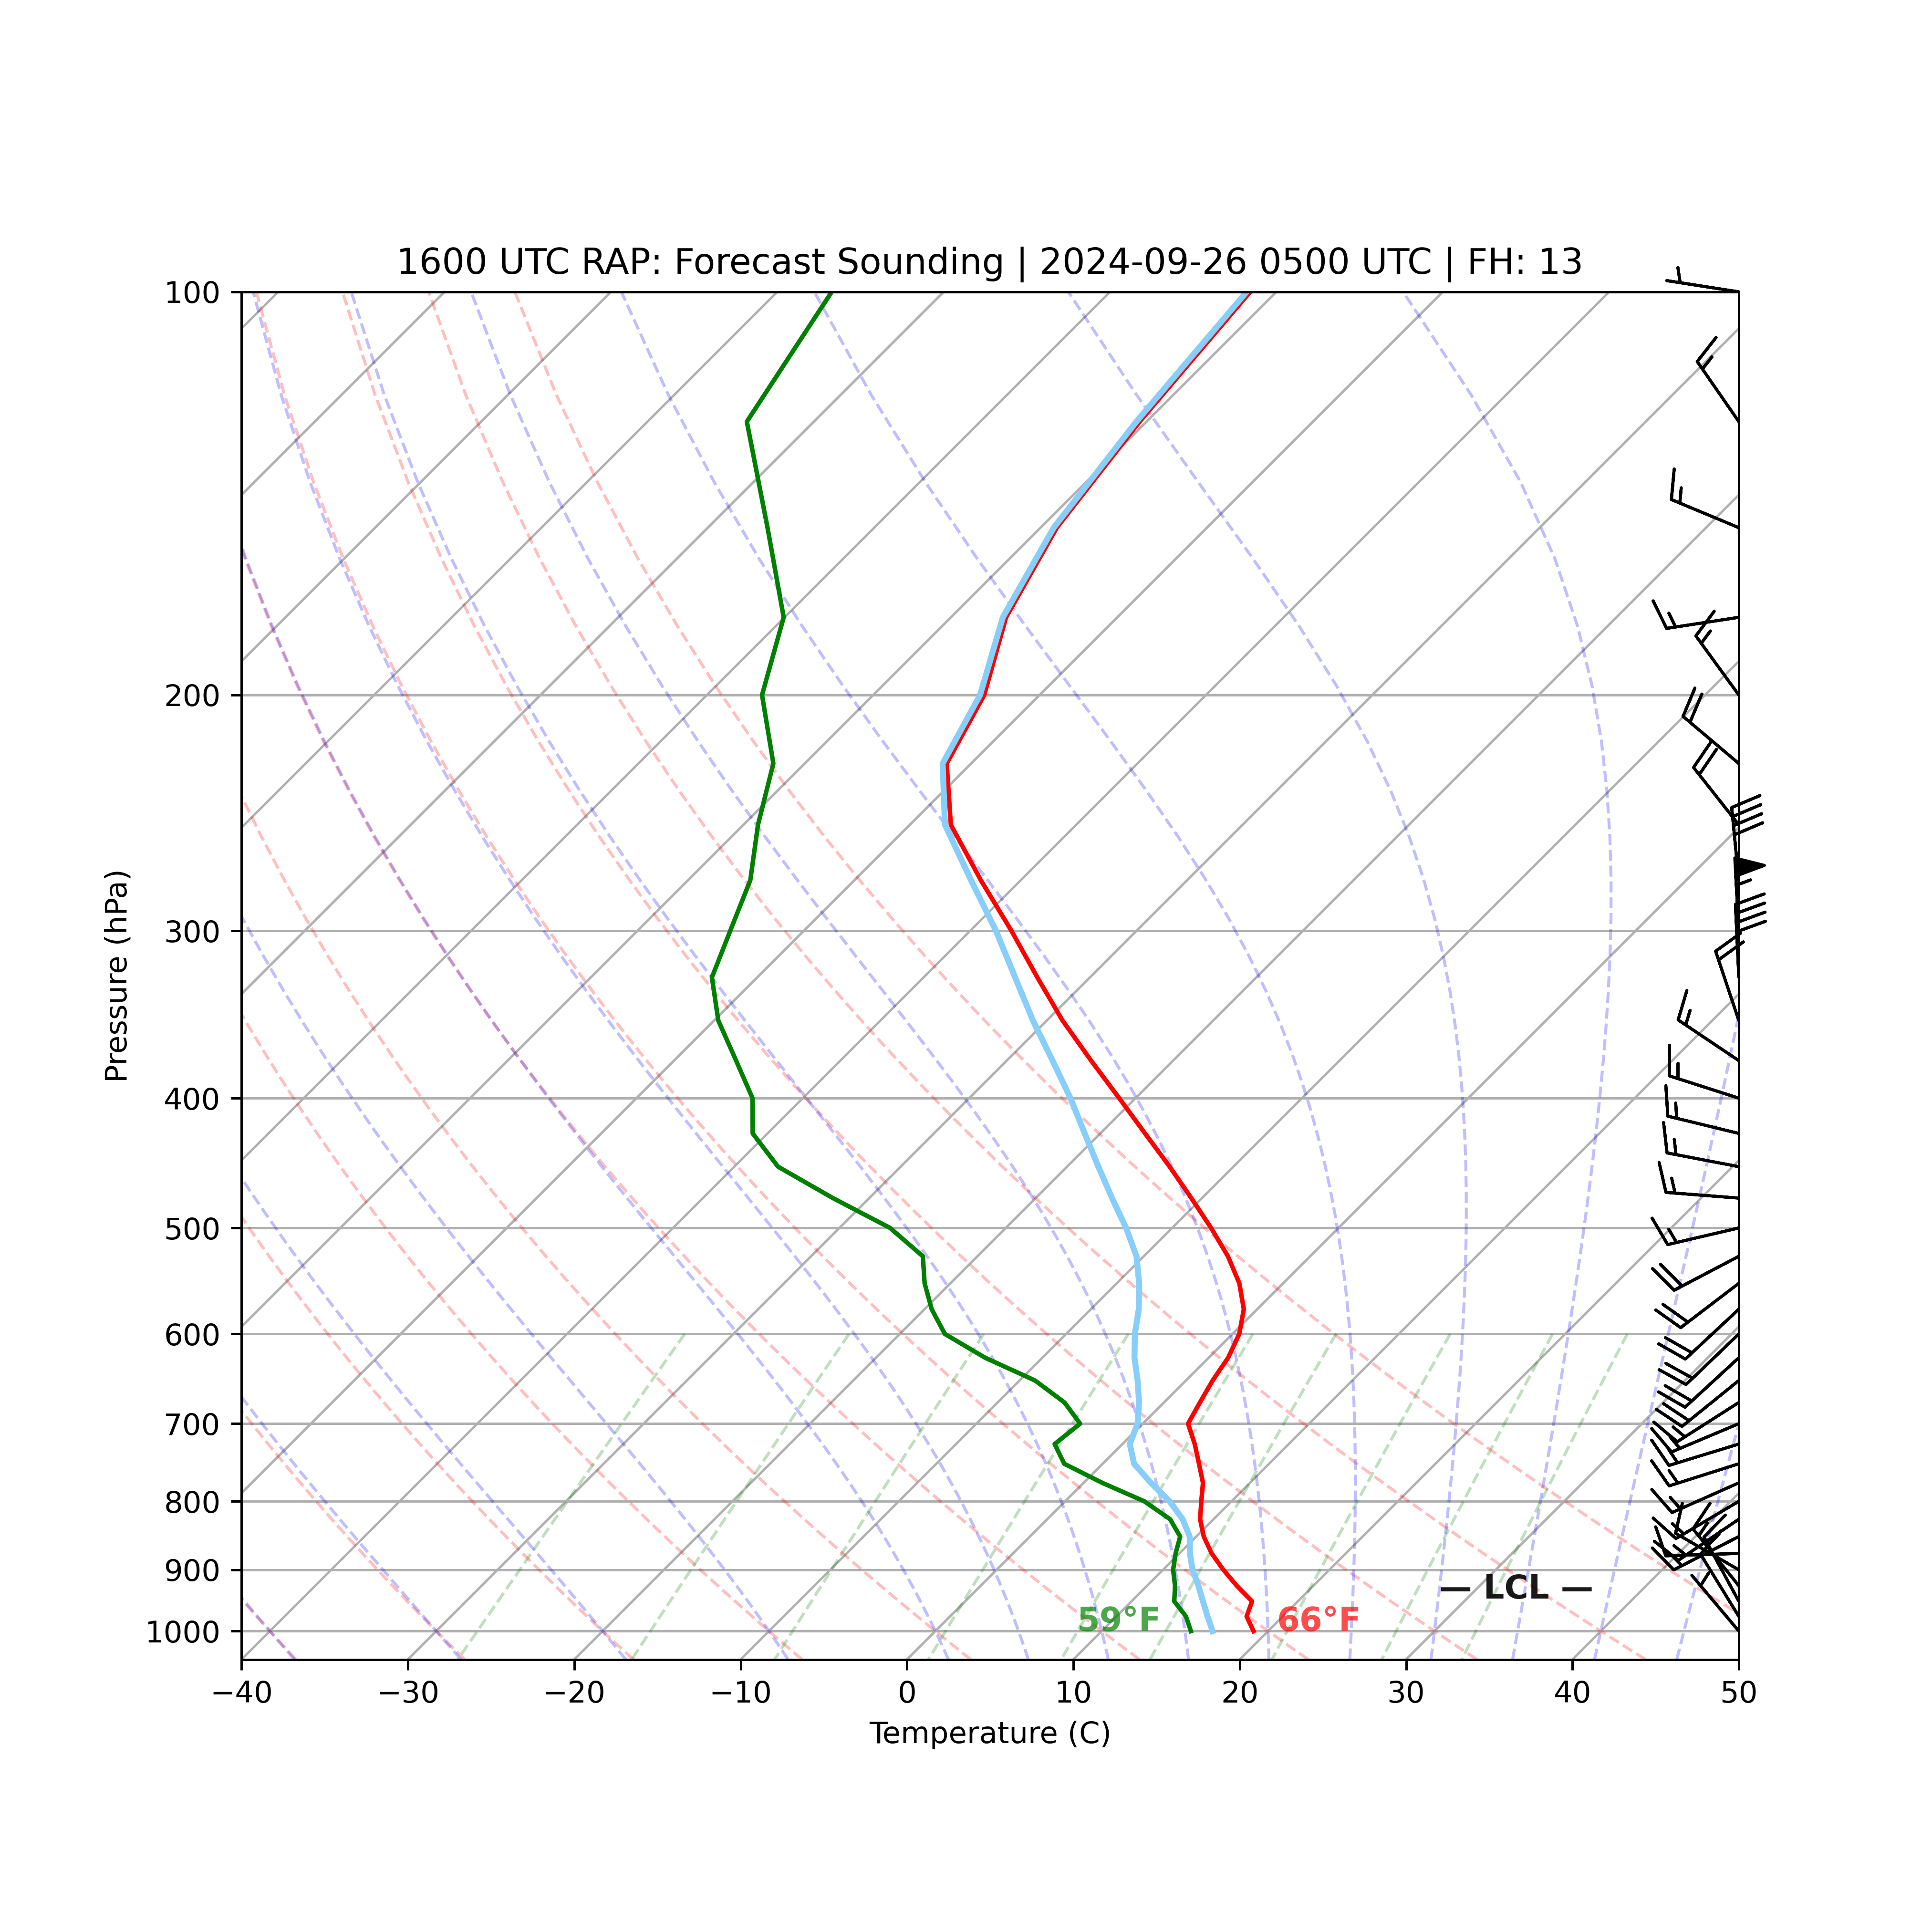 1600 UTC RAP: Forecast Sounding | 2024-09-26 0500 UTC | FH: 13
100
200
300
400
500
600
700
800
900
1000
Pressure (hPa)
— LCL —
59°F 66°F
−40 −30 −20 −10 0 10 20 30 40 50
Temperature (C)